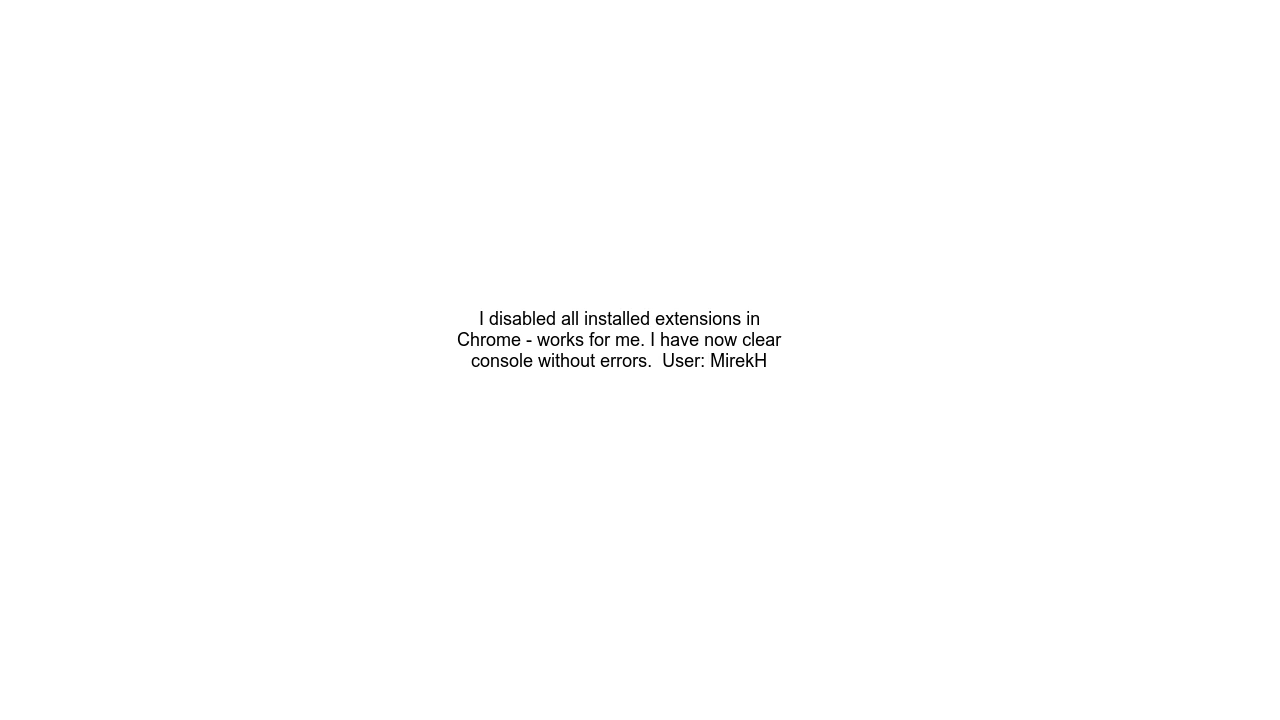 I disabled all installed extensions in
Chrome - works for me. I have now clear
console without errors.  User: MirekH